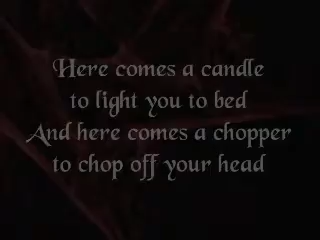 Here comes a candle
to light you to bed
And here comes a chopper
to chop off your head